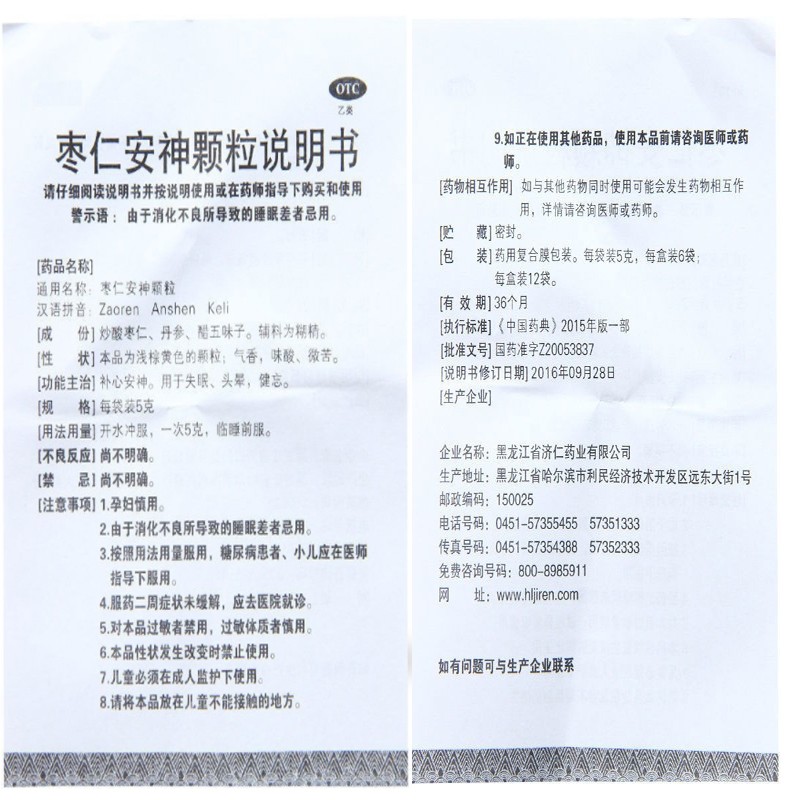 OTC
乙类
枣仁安神颗粒说明书
请仔细阅读说明书并按说明使用或在药师指导下购买和使用
警示语：由于消化不良所导致的睡眠差者忌用。
[药品名称]
通用名称：枣仁安神颗粒
汉语拼音：Zaoren Anshen Keli
[成 份] 炒酸枣仁、丹参、醋五味子。辅料为糊精。
[性 状] 本品为浅棕黄色的颗粒；气香，味酸、微苦。
[功能主治] 补心安神。用于失眠、头晕，健忘。
[规 格] 每袋装5克
[用法用量] 开水冲服，一次5克，临睡前服。
[不良反应] 尚不明确。
[禁 忌] 尚不明确。
[注意事项] 1.孕妇慎用。
2.由于消化不良所导致的睡眠差者忌用。
3.按照用法用量服用，糖尿病患者、小儿应在医师
指导下服用。
4.服药二周症状未缓解，应去医院就诊。
5.对本品过敏者禁用，过敏体质者慎用。
6.本品性状发生改变时禁止使用。
7.儿童必须在成人监护下使用。
8.请将本品放在儿童不能接触的地方。
9.如正在使用其他药品，使用本品前请咨询医师或药
师。
[药物相互作用] 如与其他药物同时使用可能会发生药物相互作
用，详情请咨询医师或药师。
[贮 藏] 密封。
[包 装] 药用复合膜包装。每袋装5克，每盒装6袋；
每盒装12袋。
[有 效 期] 36个月
[执行标准] 《中国药典》2015年版一部
[批准文号] 国药准字Z20053837
[说明书修订日期] 2016年09月28日
[生产企业]
企业名称：黑龙江省济仁药业有限公司
生产地址：黑龙江省哈尔滨市利民经济技术开发区远东大街1号
邮政编码：150025
电话号码：0451-57355455 57351333
传真号码：0451-57354388 57352333
免费咨询号码：800-8985911
网 址：www.hljiren.com
如有问题可与生产企业联系